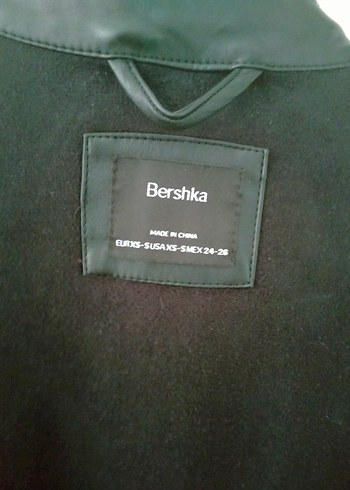 Bershka
MADE IN CHINA
EUR XS-S USA XS-S MEX 24-26